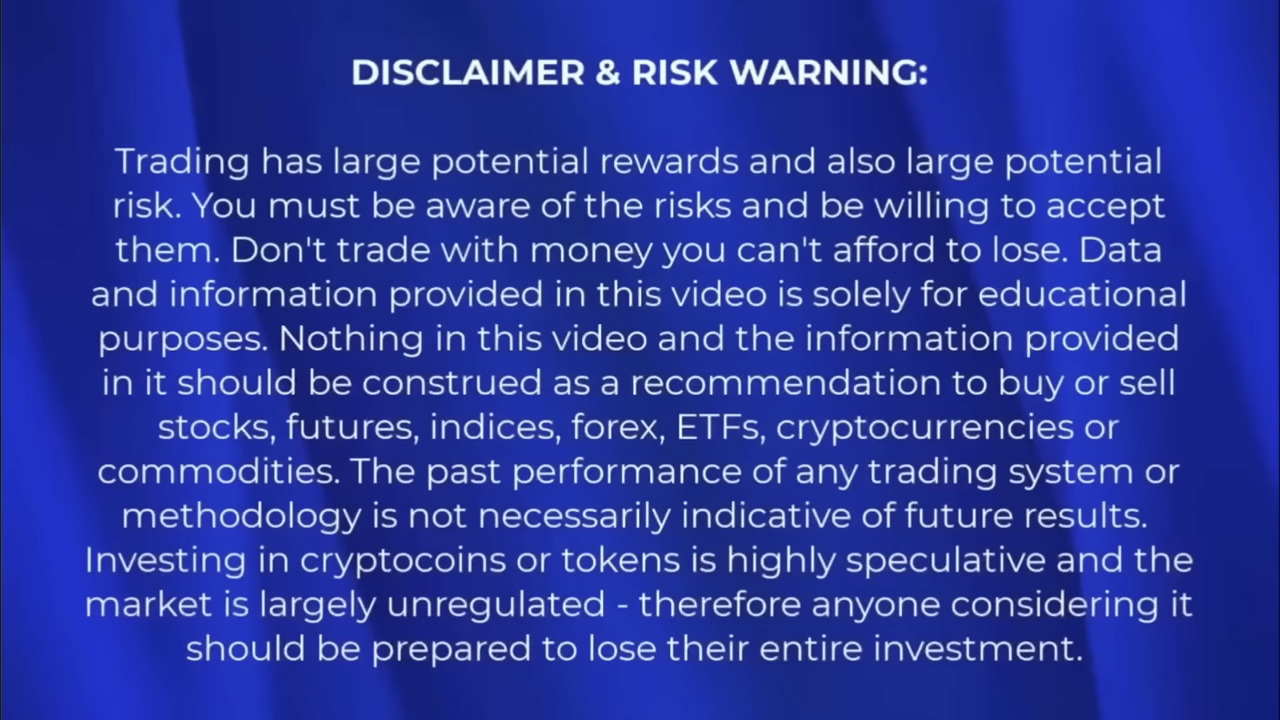 DISCLAIMER & RISK WARNING:
Trading has large potential rewards and also large potential
risk. You must be aware of the risks and be willing to accept
them. Don't trade with money you can't afford to lose. Data
and information provided in this video is solely for educational
purposes. Nothing in this video and the information provided
in it should be construed as a recommendation to buy or sell
stocks, futures, indices, forex, ETFs, cryptocurrencies or
commodities. The past performance of any trading system or
methodology is not necessarily indicative of future results.
Investing in cryptocoins or tokens is highly speculative and the
market is largely unregulated - therefore anyone considering it
should be prepared to lose their entire investment.